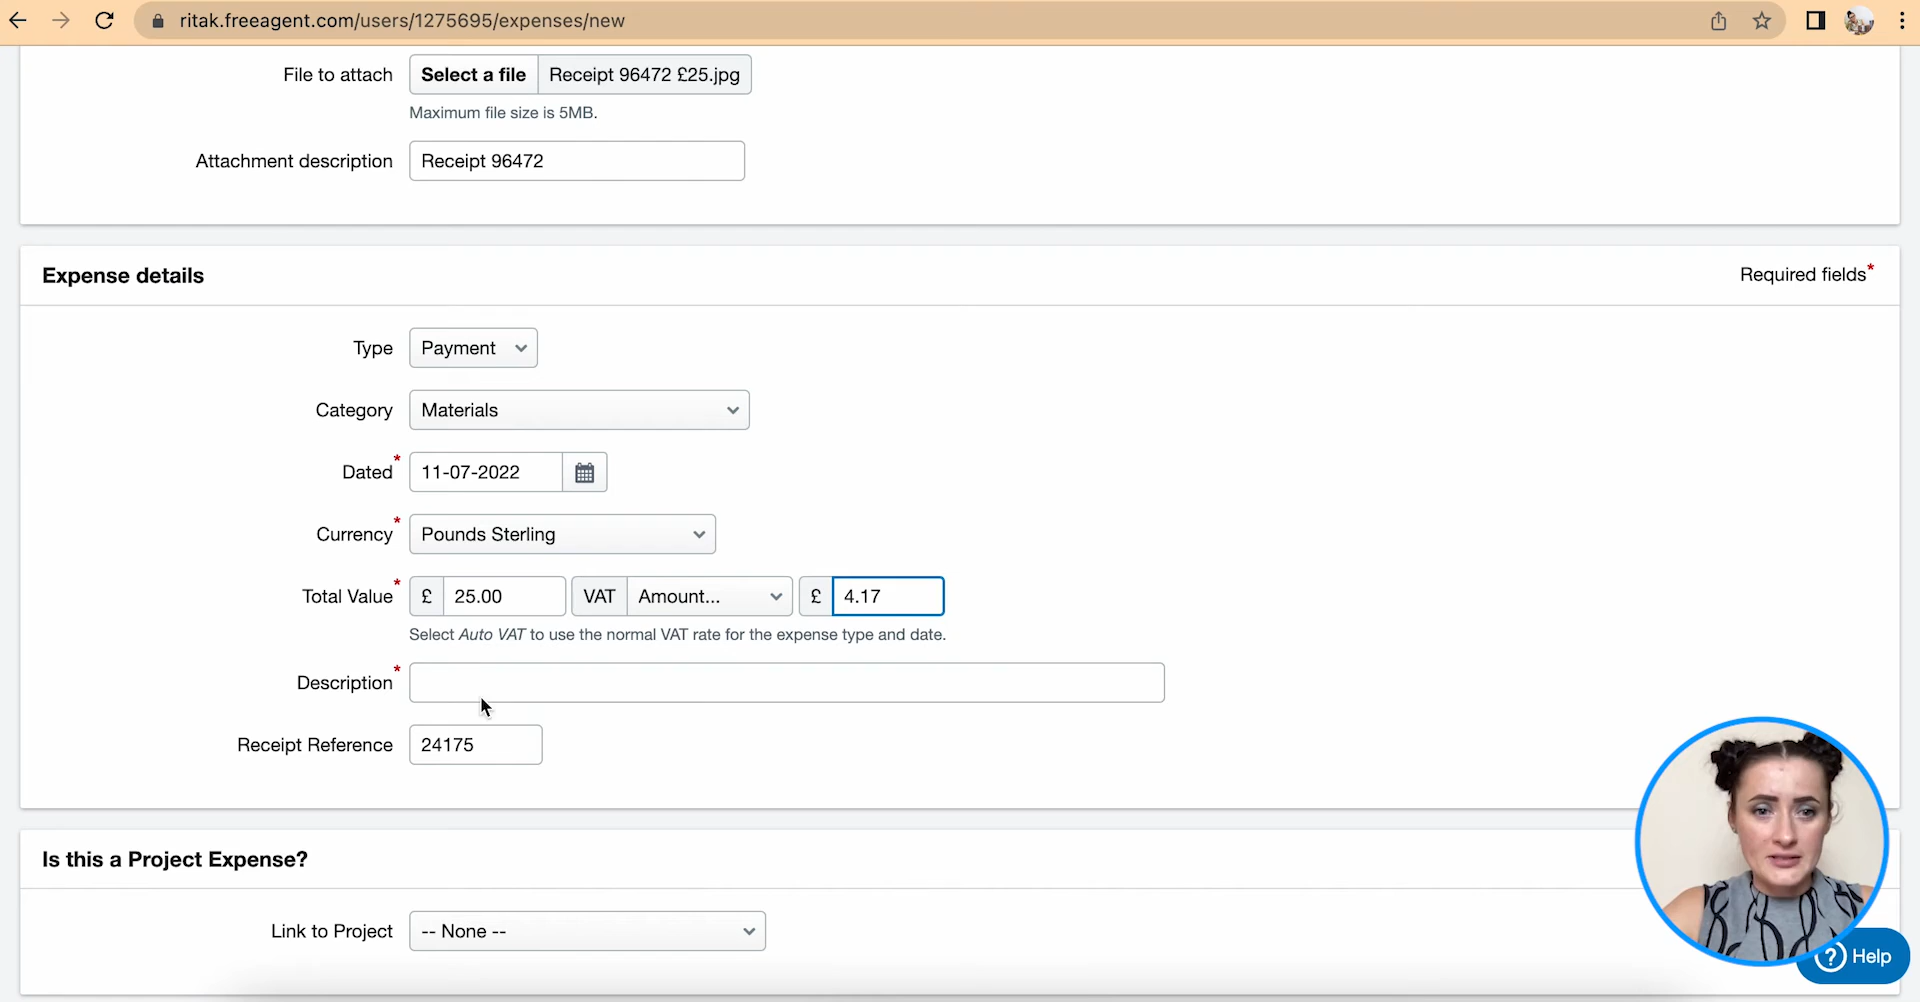 ritak.freeagent.com/users/1275695/expenses/new
File to attach Select a file Receipt 96472 £25.jpg
Maximum file size is 5MB.
Attachment description Receipt 96472
Expense details Required fields*
Type Payment
Category Materials
Dated* 11-07-2022
Currency* Pounds Sterling
Total Value* £ 25.00 VAT Amount... £ 4.17
Select Auto VAT to use the normal VAT rate for the expense type and date.
Description*
Receipt Reference 24175
Is this a Project Expense?
Link to Project -- None --
? Help